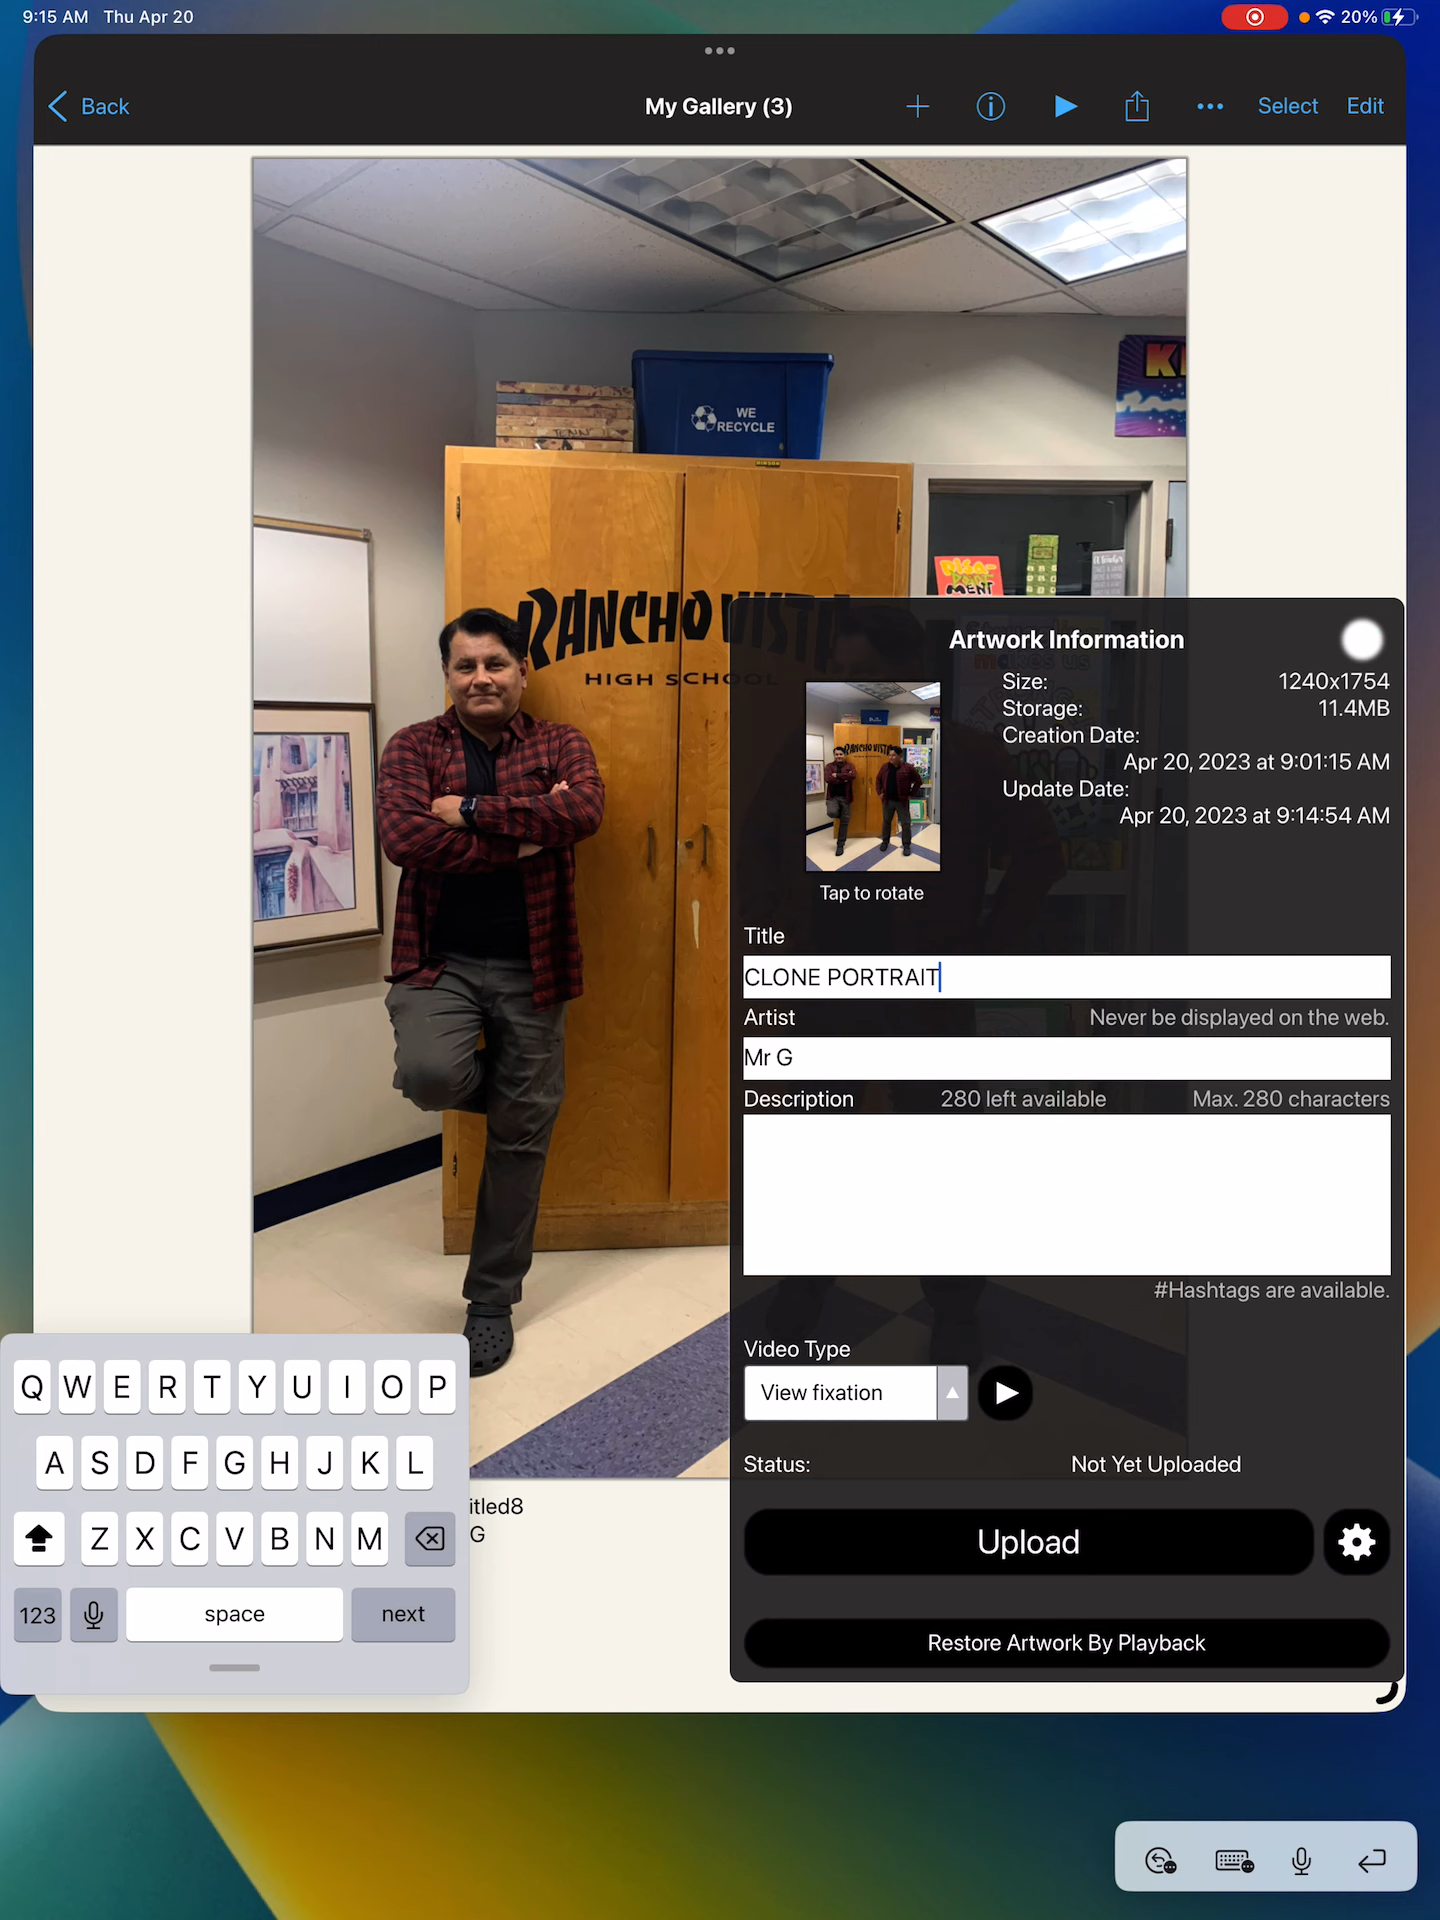 9:15 AM Thu Apr 20
20%
Back
My Gallery (3)
Select
Edit
WE
RECYCLE
KI
RANCHO VISTA
HIGH SCHOOL
Artwork Information
Size: 1240x1754
Storage: 11.4MB
Creation Date:
Apr 20, 2023 at 9:01:15 AM
Update Date:
Apr 20, 2023 at 9:14:54 AM
RANCHO VISTA
Tap to rotate
Title
CLONE PORTRAIT
Artist Never be displayed on the web.
Mr G
Description 280 left available Max. 280 characters
#Hashtags are available.
Video Type
View fixation
Status: Not Yet Uploaded
Upload
Restore Artwork By Playback
itled8
G
Q W E R T Y U I O P
A S D F G H J K L
Z X C V B N M
123 space next